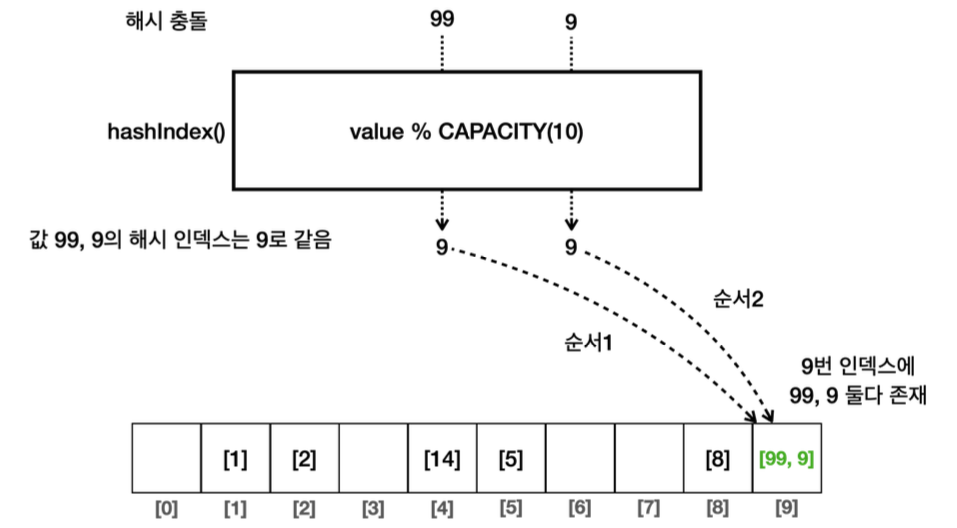 해시 충돌
99
9
hashIndex()
value % CAPACITY(10)
값 99, 9의 해시 인덱스는 9로 같음
9
9
순서2
순서1
9번 인덱스에
99, 9 둘다 존재
[1] [2] [14] [5] [8] [99, 9]
[0] [1] [2] [3] [4] [5] [6] [7] [8] [9]